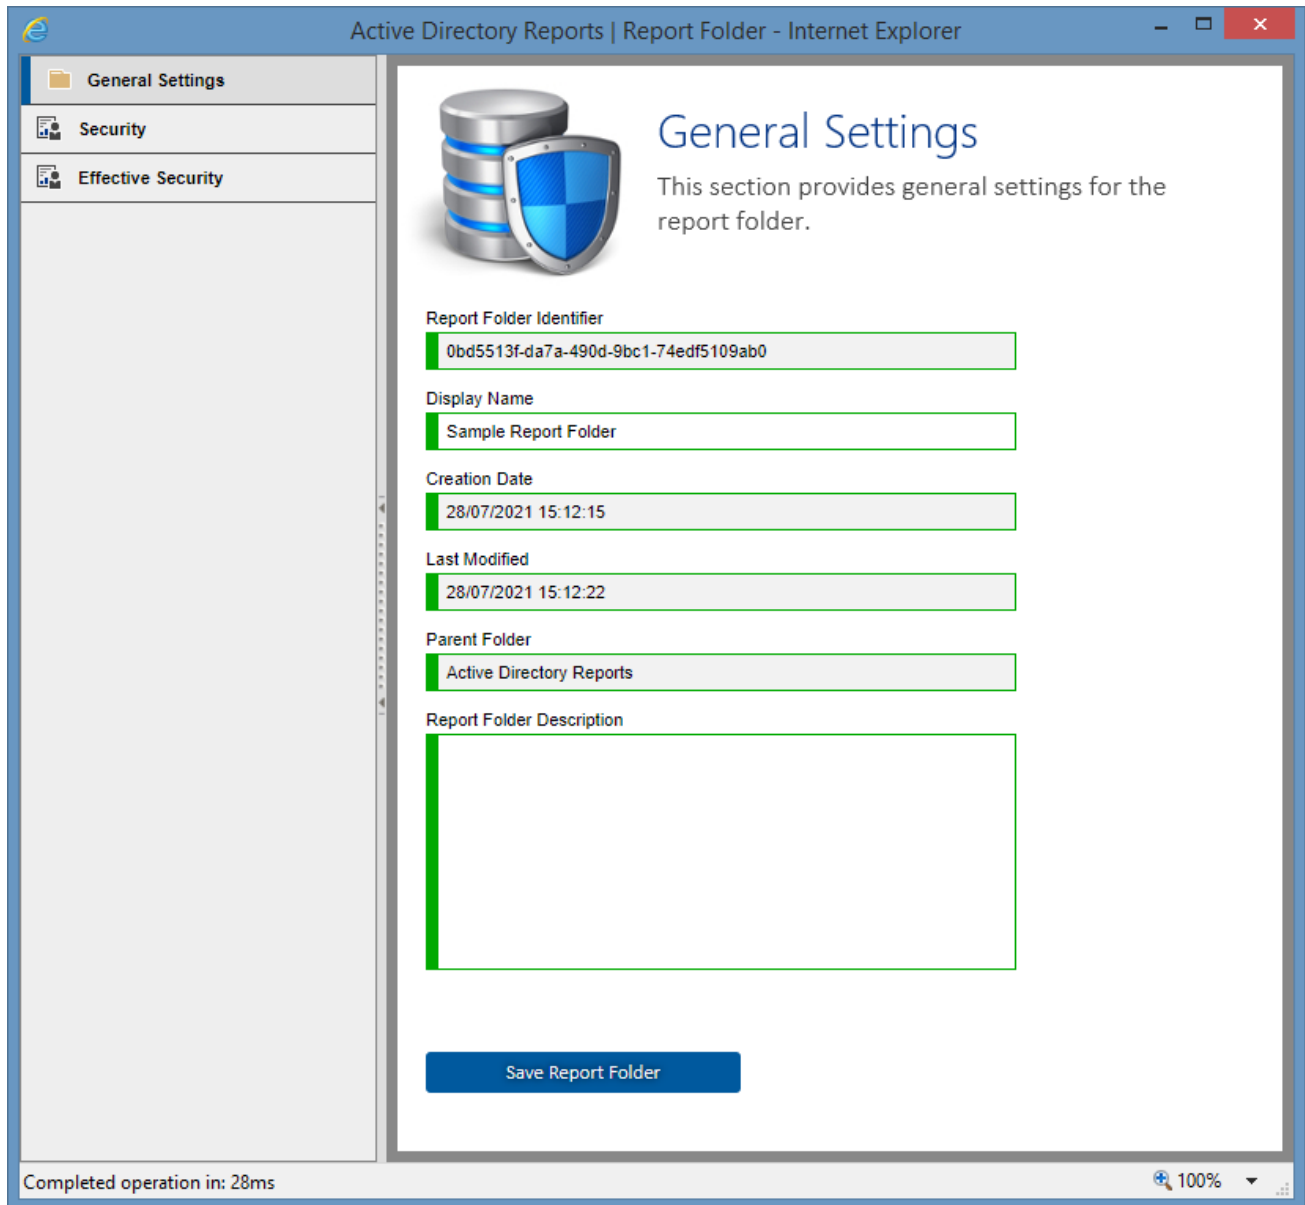 Active Directory Reports | Report Folder - Internet Explorer
General Settings
Security
Effective Security
General Settings
This section provides general settings for the
report folder.
Report Folder Identifier
0bd5513f-da7a-490d-9bc1-74edf5109ab0
Display Name
Sample Report Folder
Creation Date
28/07/2021 15:12:15
Last Modified
28/07/2021 15:12:22
Parent Folder
Active Directory Reports
Report Folder Description
Save Report Folder
Completed operation in: 28ms
100%